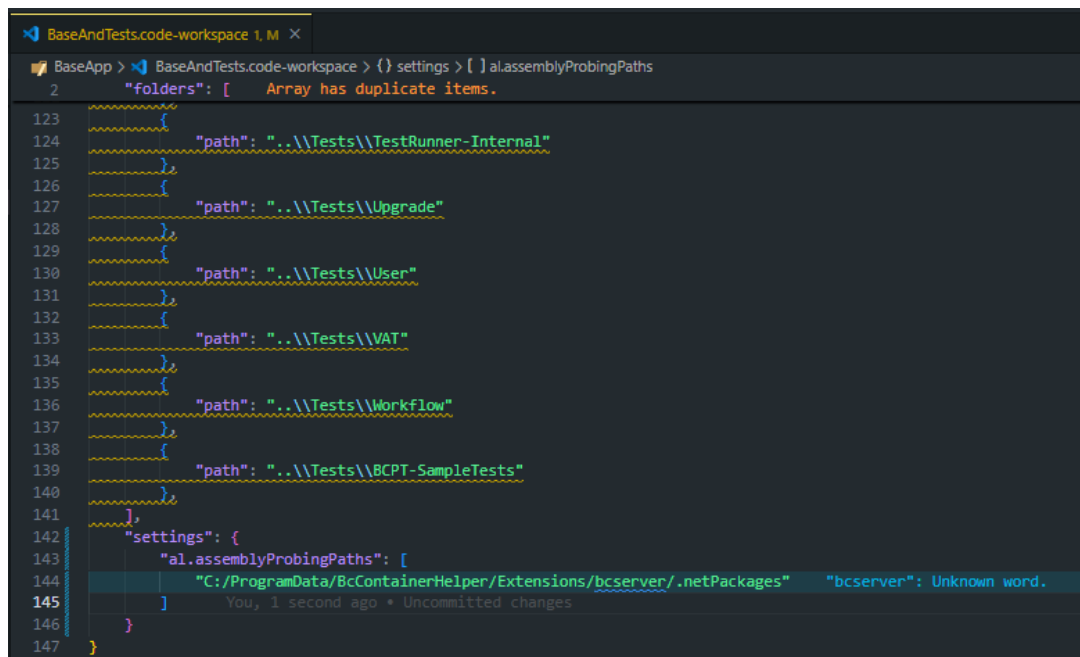 BaseAndTests.code-workspace 1, M ×
BaseApp > BaseAndTests.code-workspace > {} settings > [ ] al.assemblyProbingPaths
2 "folders": [ Array has duplicate items.
123 {
124 "path": "..\\Tests\\TestRunner-Internal"
125 },
126 {
127 "path": "..\\Tests\\Upgrade"
128 },
129 {
130 "path": "..\\Tests\\User"
131 },
132 {
133 "path": "..\\Tests\\VAT"
134 },
135 {
136 "path": "..\\Tests\\Workflow"
137 },
138 {
139 "path": "..\\Tests\\BCPT-SampleTests"
140 },
141 ],
142 "settings": {
143 "al.assemblyProbingPaths": [
144 "C:/ProgramData/BcContainerHelper/Extensions/bcserver/.netPackages" "bcserver": Unknown word.
145 ] You, 1 second ago • Uncommitted changes
146 }
147 }